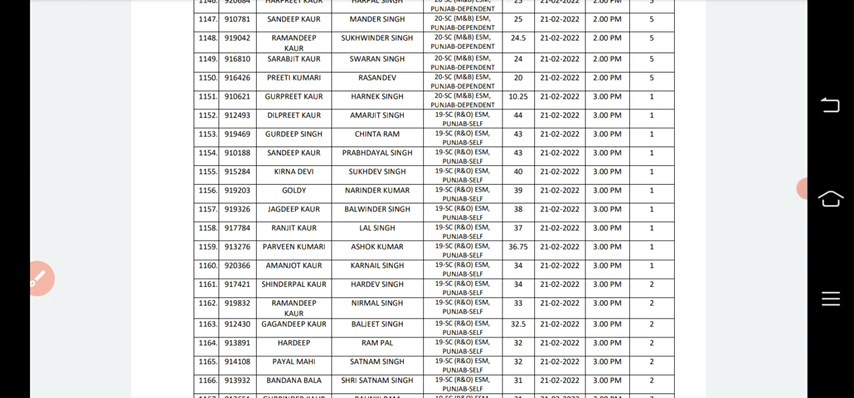 1146. 920684 HARPREET KAUR HARPAL SINGH 20-SC (M&B) ESM, PUNJAB-DEPENDENT 25 21-02-2022 2.00 PM 5
1147. 910781 SANDEEP KAUR MANDER SINGH 20-SC (M&B) ESM, PUNJAB-DEPENDENT 25 21-02-2022 2.00 PM 5
1148. 919042 RAMANDEEP KAUR SUKHWINDER SINGH 20-SC (M&B) ESM, PUNJAB-DEPENDENT 24.5 21-02-2022 2.00 PM 5
1149. 916810 SARABJIT KAUR SWARAN SINGH 20-SC (M&B) ESM, PUNJAB-DEPENDENT 24 21-02-2022 2.00 PM 5
1150. 916426 PREETI KUMARI RASANDEV 20-SC (M&B) ESM, PUNJAB-DEPENDENT 20 21-02-2022 2.00 PM 5
1151. 910621 GURPREET KAUR HARNEK SINGH 20-SC (M&B) ESM, PUNJAB-DEPENDENT 10.25 21-02-2022 3.00 PM 1
1152. 912493 DILPREET KAUR AMARJIT SINGH 19-SC (R&O) ESM, PUNJAB-SELF 44 21-02-2022 3.00 PM 1
1153. 919469 GURDEEP SINGH CHINTA RAM 19-SC (R&O) ESM, PUNJAB-SELF 43 21-02-2022 3.00 PM 1
1154. 910188 SANDEEP KAUR PRABHDAYAL SINGH 19-SC (R&O) ESM, PUNJAB-SELF 43 21-02-2022 3.00 PM 1
1155. 915284 KIRNA DEVI SUKHDEV SINGH 19-SC (R&O) ESM, PUNJAB-SELF 40 21-02-2022 3.00 PM 1
1156. 919203 GOLDY NARINDER KUMAR 19-SC (R&O) ESM, PUNJAB-SELF 39 21-02-2022 3.00 PM 1
1157. 919326 JAGDEEP KAUR BALWINDER SINGH 19-SC (R&O) ESM, PUNJAB-SELF 38 21-02-2022 3.00 PM 1
1158. 917784 RANJIT KAUR LAL SINGH 19-SC (R&O) ESM, PUNJAB-SELF 37 21-02-2022 3.00 PM 1
1159. 913276 PARVEEN KUMARI ASHOK KUMAR 19-SC (R&O) ESM, PUNJAB-SELF 36.75 21-02-2022 3.00 PM 1
1160. 920366 AMANJOT KAUR KARNAIL SINGH 19-SC (R&O) ESM, PUNJAB-SELF 34 21-02-2022 3.00 PM 1
1161. 917421 SHINDERPAL KAUR HARDEV SINGH 19-SC (R&O) ESM, PUNJAB-SELF 34 21-02-2022 3.00 PM 2
1162. 919832 RAMANDEEP KAUR NIRMAL SINGH 19-SC (R&O) ESM, PUNJAB-SELF 33 21-02-2022 3.00 PM 2
1163. 912430 GAGANDEEP KAUR BALJEET SINGH 19-SC (R&O) ESM, PUNJAB-SELF 32.5 21-02-2022 3.00 PM 2
1164. 913891 HARDEEP RAM PAL 19-SC (R&O) ESM, PUNJAB-SELF 32 21-02-2022 3.00 PM 2
1165. 914108 PAYAL MAHI SATNAM SINGH 19-SC (R&O) ESM, PUNJAB-SELF 32 21-02-2022 3.00 PM 2
1166. 913932 BANDANA BALA SHRI SATNAM SINGH 19-SC (R&O) ESM, PUNJAB-SELF 31 21-02-2022 3.00 PM 2